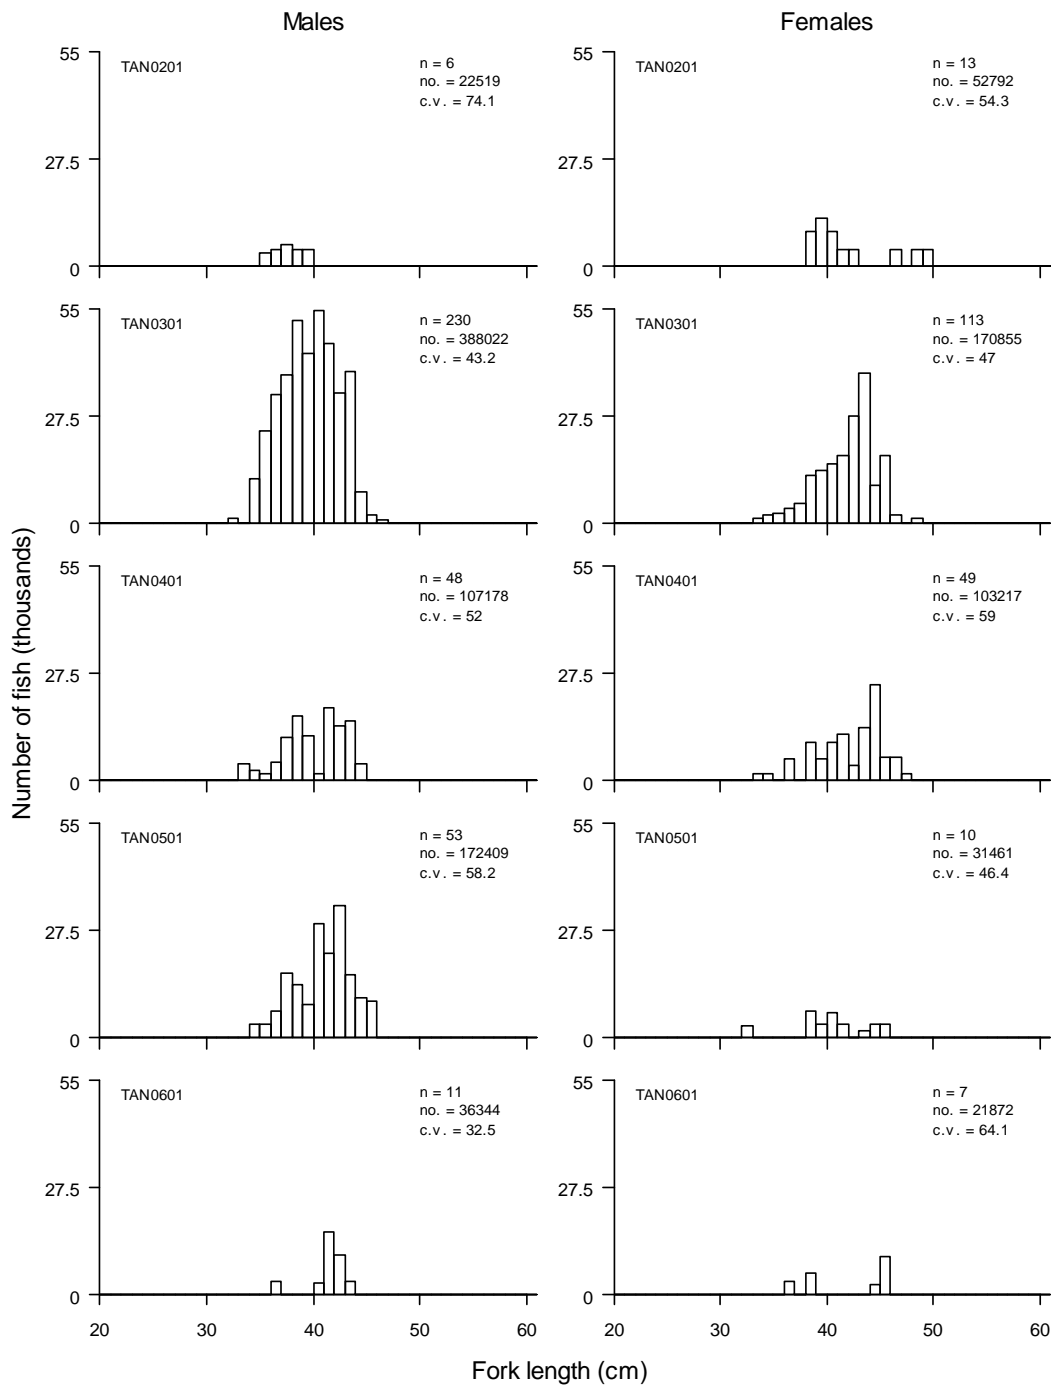 Males
Females
55
TAN0201
n = 6
no. = 22519
c.v. = 74.1
27.5
0
55
TAN0201
n = 13
no. = 52792
c.v. = 54.3
27.5
0
55
TAN0301
n = 230
no. = 388022
c.v. = 43.2
27.5
0
55
TAN0301
n = 113
no. = 170855
c.v. = 47
27.5
0
55
TAN0401
n = 48
no. = 107178
c.v. = 52
27.5
0
55
TAN0401
n = 49
no. = 103217
c.v. = 59
27.5
0
55
TAN0501
n = 53
no. = 172409
c.v. = 58.2
27.5
0
55
TAN0501
n = 10
no. = 31461
c.v. = 46.4
27.5
0
55
TAN0601
n = 11
no. = 36344
c.v. = 32.5
27.5
0
20 30 40 50 60
55
TAN0601
n = 7
no. = 21872
c.v. = 64.1
27.5
0
20 30 40 50 60
Number of fish (thousands)
Fork length (cm)